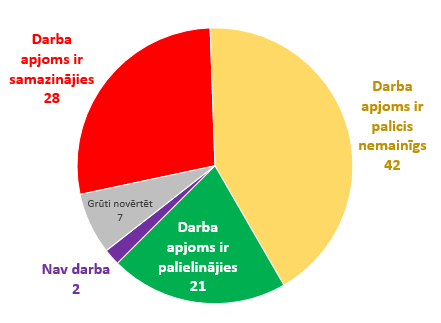 Darba
apjoms ir
samazinājies
28
Darba
apjoms ir
palicis
nemainīgs
42
Grūti novērtēt
7
Darba
apjoms ir
palielinājies
21
Nav darba
2